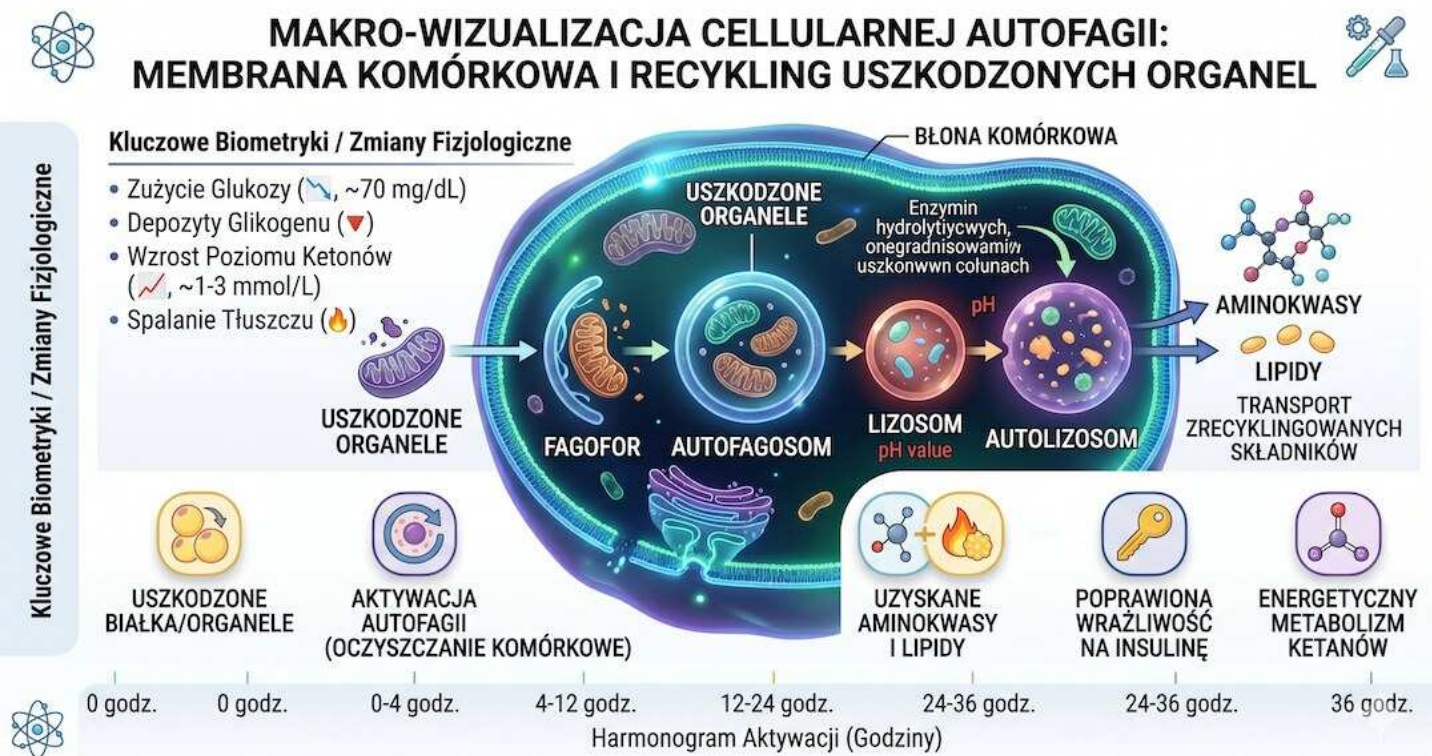 MAKRO-WIZUALIZACJA CELLULARNEJ AUTOFAGII:
MEMBRANA KOMÓRKOWA I RECYKLING USZKODZONYCH ORGANEL
Kluczowe Biometryki / Zmiany Fizjologiczne
Kluczowe Biometryki / Zmiany Fizjologiczne
• Zużycie Glukozy (📉, ~70 mg/dL)
• Depozyty Glikogenu (▼)
• Wzrost Poziomu Ketonów
(📈, ~1-3 mmol/L)
• Spalanie Tłuszczu (🔥)
BŁONA KOMÓRKOWA
USZKODZONE
ORGANELE
Enzymin
hydrolityicwych,
onegradnisowamiw
uszkonwwn cołunach
pH
USZKODZONE
ORGANELE
FAGOFOR
AUTOFAGOSOM
LIZOSOM
pH value
AUTOLIZOSOM
AMINOKWASY
LIPIDY
TRANSPORT
ZRECYKLINGOWANYCH
SKŁADNIKÓW
USZKODZONE
BIAŁKA/ORGANELE
AKTYWACJA
AUTOFAGII
(OCZYSZCZANIE KOMÓRKOWE)
UZYSKANE
AMINOKWASY
I LIPIDY
POPRAWIONA
WRAŻLIWOŚĆ
NA INSULINĘ
ENERGETYCZNY
METABOLIZM
KETANÓW
0 godz. 0 godz. 0-4 godz. 4-12 godz. 12-24 godz. 24-36 godz. 24-36 godz. 36 godz.
Harmonogram Aktywacji (Godziny)